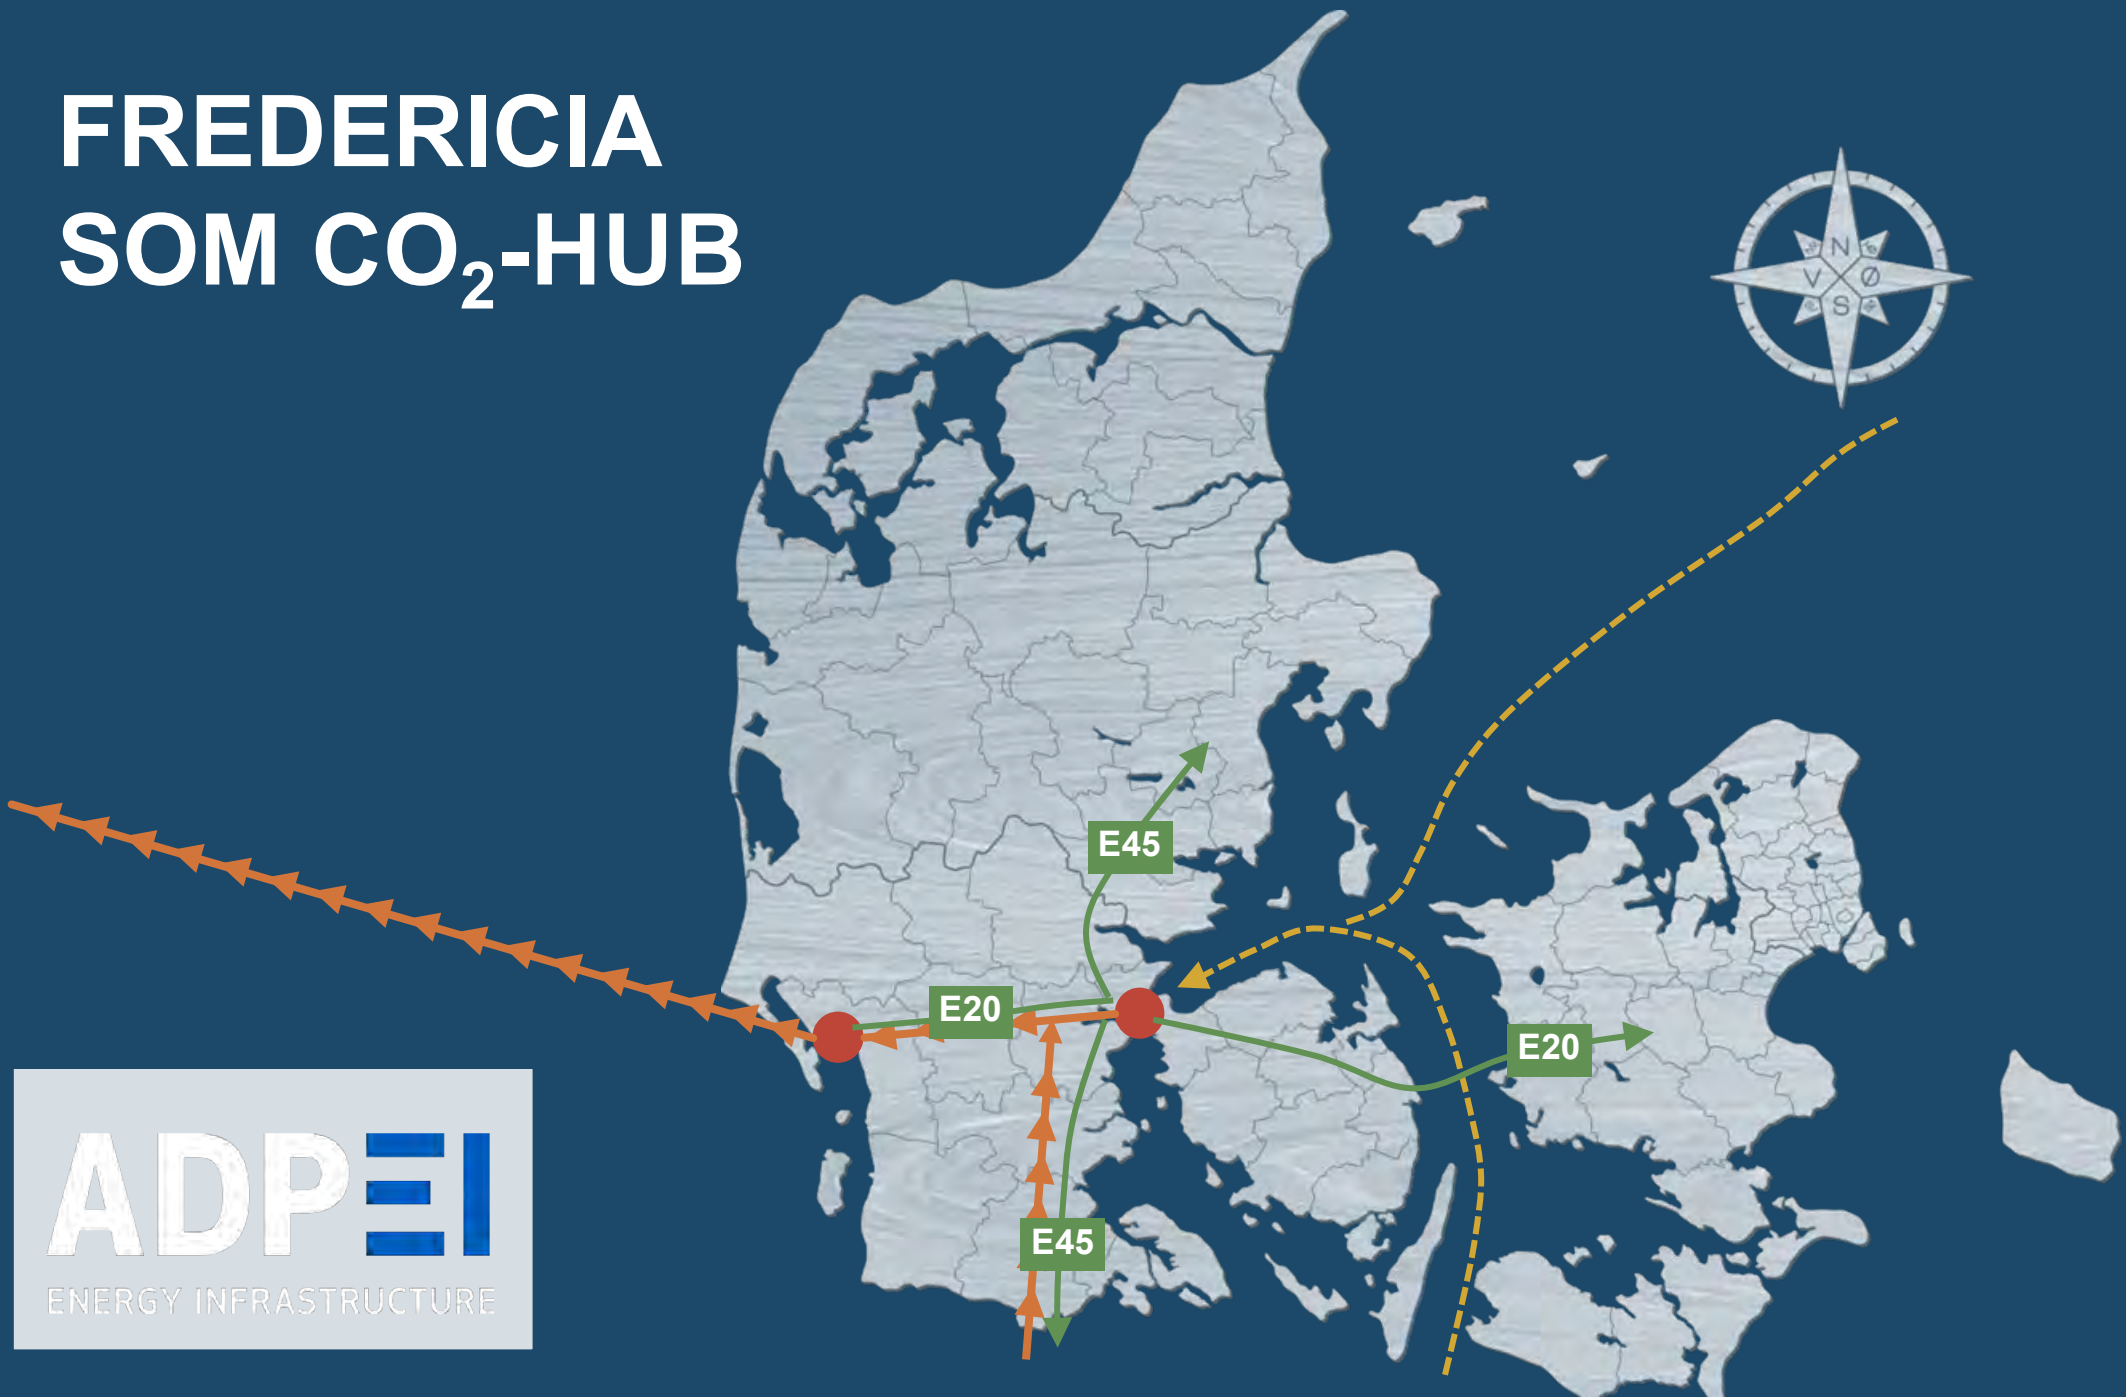 FREDERICIA
SOM CO₂-HUB
N
V Ø
S
E45
E20
E20
E45
ADPEI
ENERGY INFRASTRUCTURE